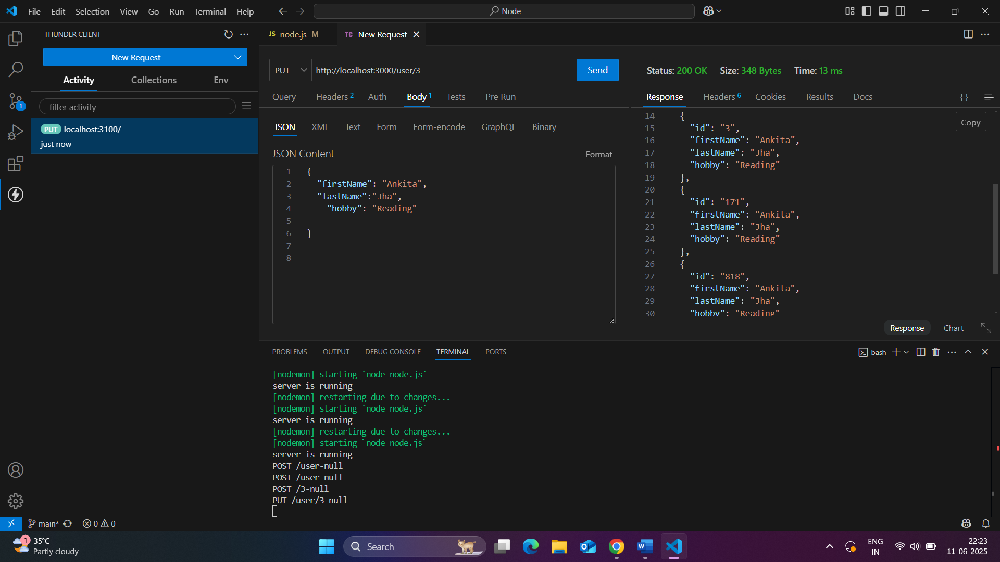 File Edit Selection View Go Run Terminal Help
Node
THUNDER CLIENT
New Request
Activity Collections Env
filter activity
PUT localhost:3100/
just now
1
JS node.js M
TC New Request
PUT http://localhost:3000/user/3 Send
Query Headers 2 Auth Body 1 Tests Pre Run
JSON XML Text Form Form-encode GraphQL Binary
JSON Content Format
1 {
2 "firstName": "Ankita",
3 "lastName":"Jha",
4 "hobby": "Reading"
5
6 }
7
8
Status: 200 OK Size: 348 Bytes Time: 13 ms
Response Headers 6 Cookies Results Docs { }
Copy
14 {
15 "id": "3",
16 "firstName": "Ankita",
17 "lastName": "Jha",
18 "hobby": "Reading"
19 },
20 {
21 "id": "171",
22 "firstName": "Ankita",
23 "lastName": "Jha",
24 "hobby": "Reading"
25 },
26 {
27 "id": "818",
28 "firstName": "Ankita",
29 "lastName": "Jha",
30 "hobby": "Reading"
Response Chart
PROBLEMS OUTPUT DEBUG CONSOLE TERMINAL PORTS
bash
[nodemon] starting `node node.js`
server is running
[nodemon] restarting due to changes...
[nodemon] starting `node node.js`
server is running
[nodemon] restarting due to changes...
[nodemon] starting `node node.js`
server is running
POST /user-null
POST /user-null
POST /3-null
PUT /user/3-null
main* 0 0
1
35°C
Partly cloudy
Search
ENG
IN
22:23
11-06-2025